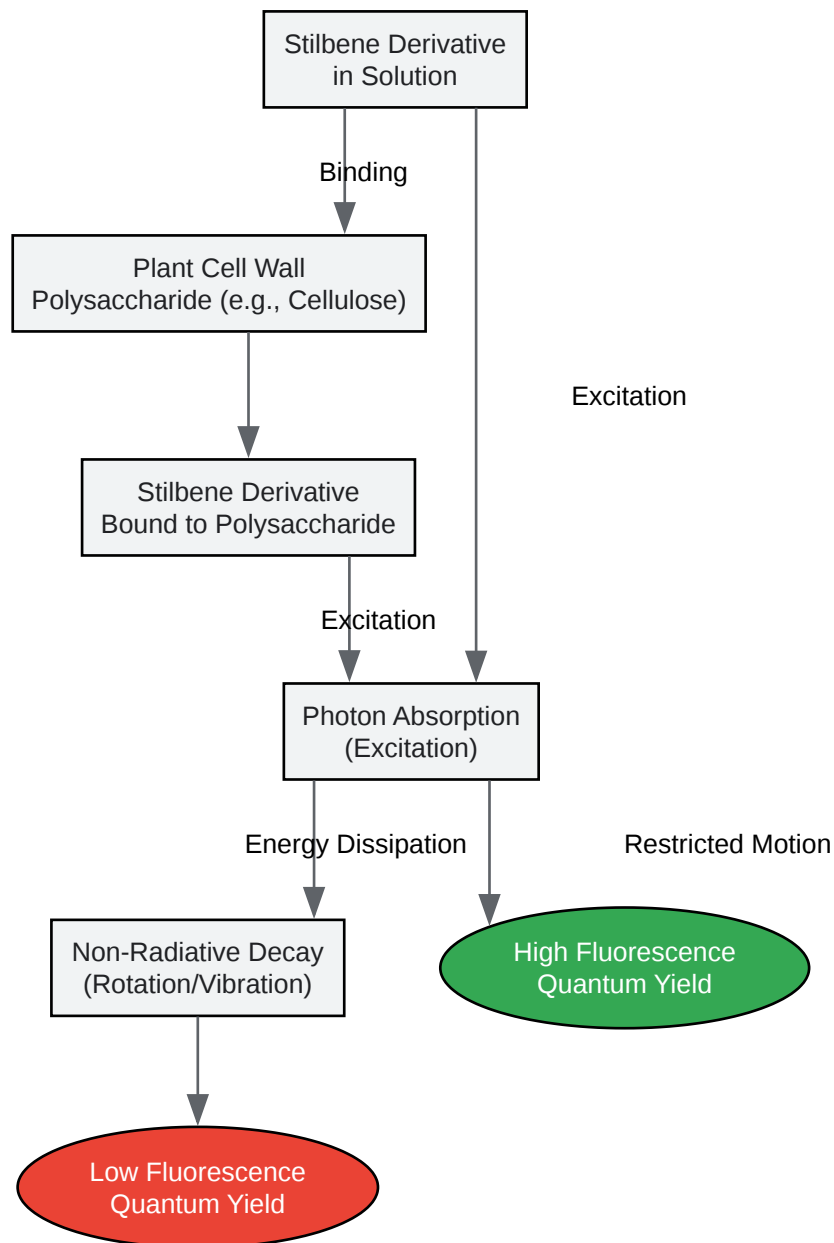 Stilbene Derivative
in Solution
Binding
Plant Cell Wall
Polysaccharide (e.g., Cellulose)
Excitation
Stilbene Derivative
Bound to Polysaccharide
Excitation
Photon Absorption
(Excitation)
Energy Dissipation
Restricted Motion
Non-Radiative Decay
(Rotation/Vibration)
High Fluorescence
Quantum Yield
Low Fluorescence
Quantum Yield